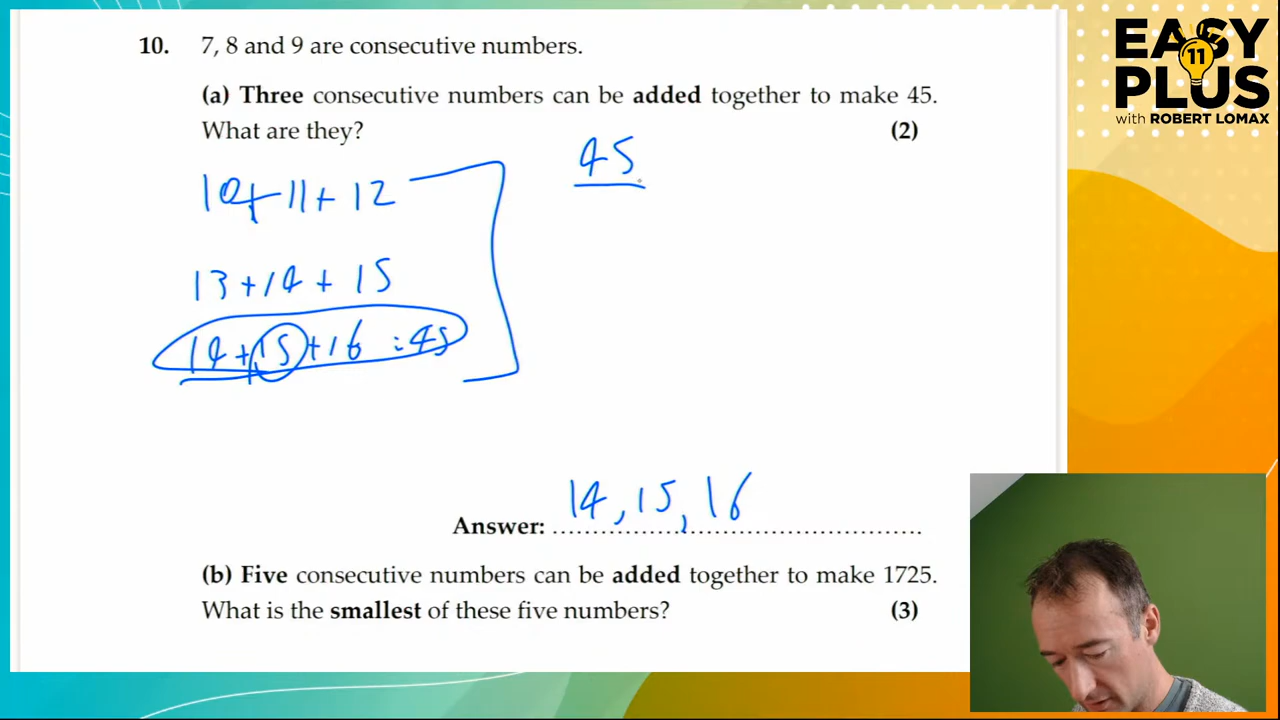 EASY
11
PLUS
with ROBERT LOMAX
10. 7, 8 and 9 are consecutive numbers.
(a) Three consecutive numbers can be added together to make 45.
What are they? (2)
45
10+11+12
13+14+15
14+15+16=45
14, 15, 16
Answer: ........................................................
(b) Five consecutive numbers can be added together to make 1725.
What is the smallest of these five numbers? (3)